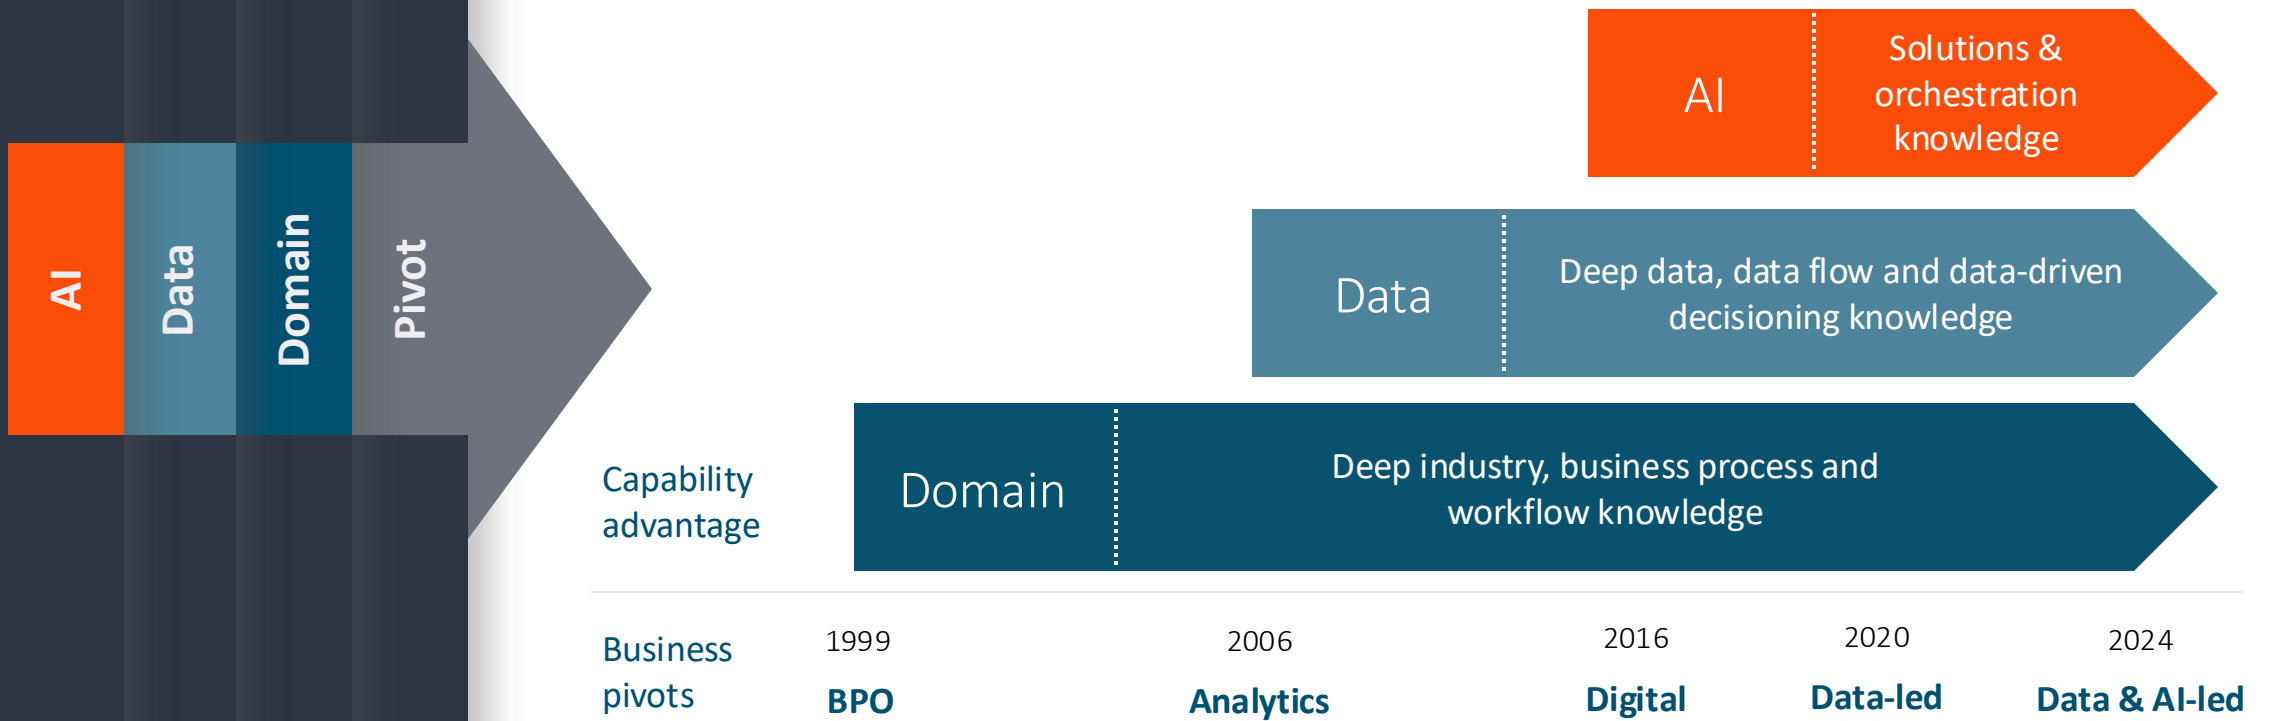 AI
Data
Domain
Pivot
AI
Solutions &
orchestration
knowledge
Data
Deep data, data flow and data-driven
decisioning knowledge
Capability
advantage
Domain
Deep industry, business process and
workflow knowledge
Business
pivots
1999
BPO
2006
Analytics
2016
Digital
2020
Data-led
2024
Data & AI-led